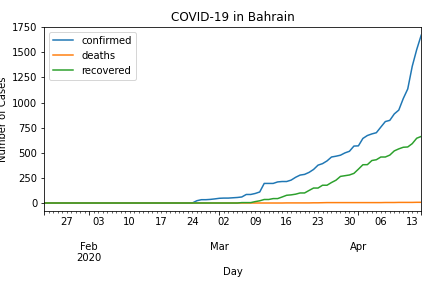 COVID-19 in Bahrain
confirmed
deaths
recovered
Number of Cases
1750
1500
1250
1000
750
500
250
0
27 03 10 17 24 02 09 16 23 30 06 13
Feb Mar Apr
2020
Day